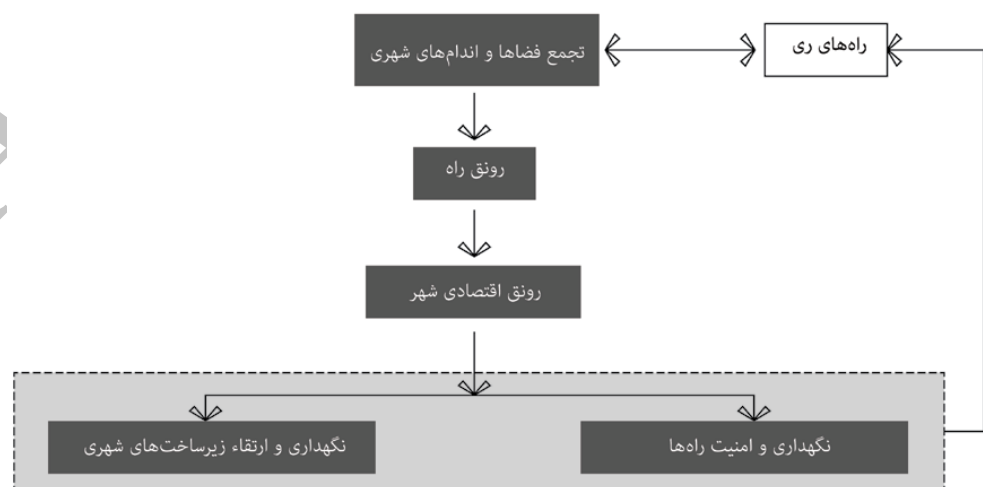 راه‌های ری
تجمع فضاها و اندام‌های شهری
رونق راه
رونق اقتصادی شهر
نگهداری و امنیت راه‌ها
نگهداری و ارتقاء زیرساخت‌های شهری